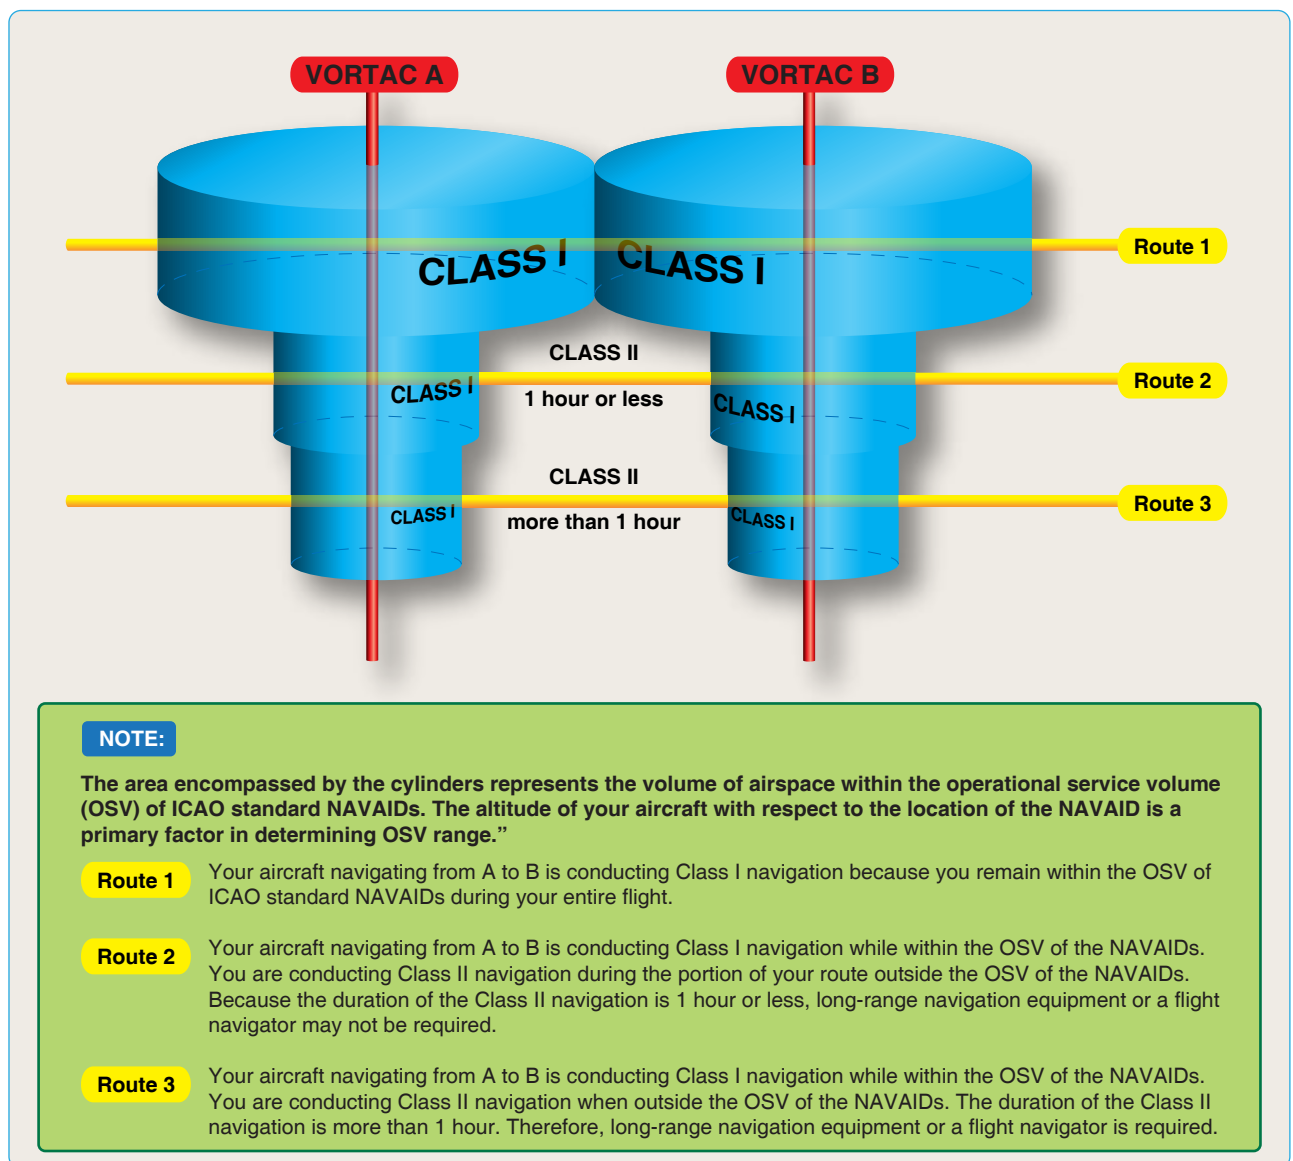 VORTAC A
VORTAC B
CLASS I
CLASS I
Route 1
CLASS II
1 hour or less
CLASS I
CLASS I
Route 2
CLASS II
more than 1 hour
CLASS I
CLASS I
Route 3
NOTE:
The area encompassed by the cylinders represents the volume of airspace within the operational service volume
(OSV) of ICAO standard NAVAIDs. The altitude of your aircraft with respect to the location of the NAVAID is a
primary factor in determining OSV range.”
Route 1
Your aircraft navigating from A to B is conducting Class I navigation because you remain within the OSV of
ICAO standard NAVAIDs during your entire flight.
Route 2
Your aircraft navigating from A to B is conducting Class I navigation while within the OSV of the NAVAIDs.
You are conducting Class II navigation during the portion of your route outside the OSV of the NAVAIDs.
Because the duration of the Class II navigation is 1 hour or less, long-range navigation equipment or a flight
navigator may not be required.
Route 3
Your aircraft navigating from A to B is conducting Class I navigation while within the OSV of the NAVAIDs.
You are conducting Class II navigation when outside the OSV of the NAVAIDs. The duration of the Class II
navigation is more than 1 hour. Therefore, long-range navigation equipment or a flight navigator is required.